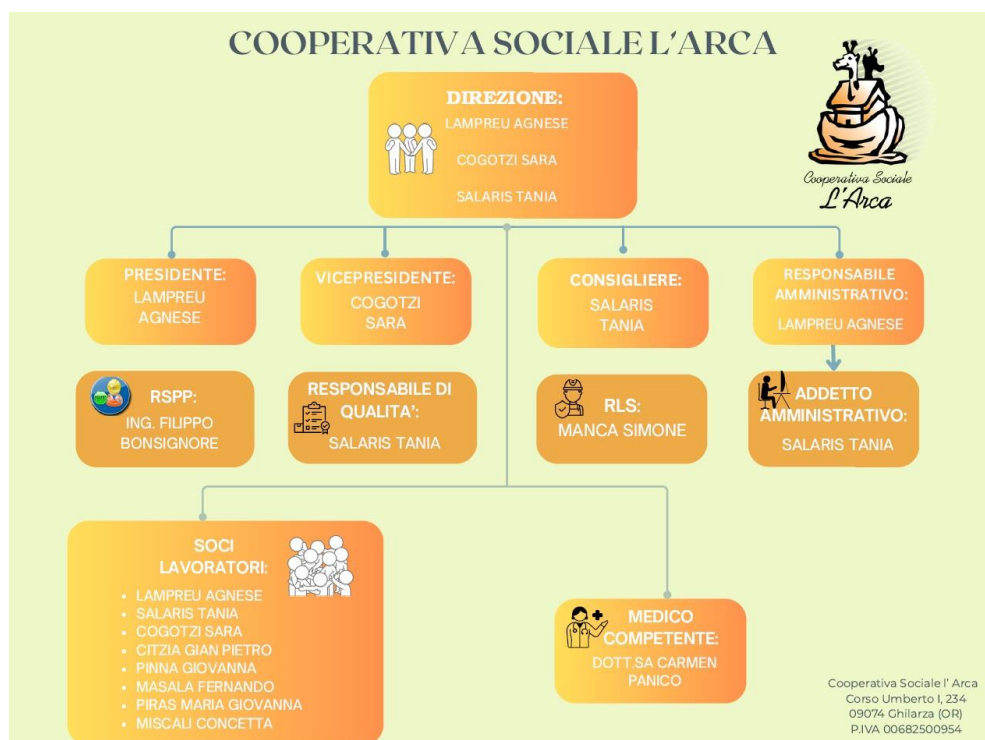 COOPERATIVA SOCIALE L'ARCA
DIREZIONE:
LAMPREU AGNESE
COGOTZI SARA
SALARIS TANIA
Cooperativa Sociale
L'Arca
PRESIDENTE:
LAMPREU
AGNESE
VICEPRESIDENTE:
COGOTZI
SARA
CONSIGLIERE:
SALARIS
TANIA
RESPONSABILE
AMMINISTRATIVO:
LAMPREU AGNESE
RSPP:
ING. FILIPPO
BONSIGNORE
RESPONSABILE DI
QUALITA':
SALARIS TANIA
RLS:
MANCA SIMONE
ADDETTO
AMMINISTRATIVO:
SALARIS TANIA
SOCI
LAVORATORI:
• LAMPREU AGNESE
• SALARIS TANIA
• COGOTZI SARA
• CITZIA GIAN PIETRO
• PINNA GIOVANNA
• MASALA FERNANDO
• PIRAS MARIA GIOVANNA
• MISCALI CONCETTA
MEDICO
COMPETENTE:
DOTT.SA CARMEN
PANICO
Cooperativa Sociale l' Arca
Corso Umberto I, 234
09074 Ghilarza (OR)
P.IVA 00682500954